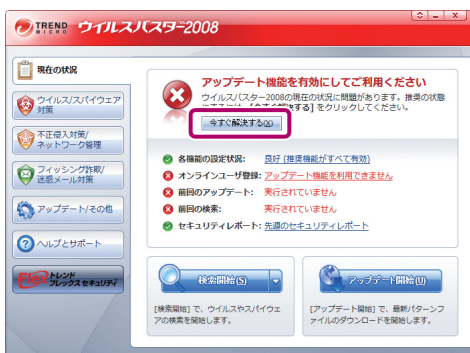 TREND MICRO ウイルスバスター2008
現在の状況
ウイルス/スパイウェア
対策
不正侵入対策/
ネットワーク管理
フィッシング詐欺/
迷惑メール対策
アップデート/その他
ヘルプとサポート
Flex トレンド
フレックス セキュリティ
アップデート機能を有効にしてご利用ください
ウイルスバスター2008の現在の状況に問題があります。推奨の状態
にするには、[今すぐ解決する] をクリックしてください。
今すぐ解決する(X)
各機能の設定状況: 良好 (推奨機能がすべて有効)
オンラインユーザ登録: アップデート機能を利用できません
前回のアップデート: 実行されていません
前回の検索: 実行されていません
セキュリティレポート: 先週のセキュリティレポート
検索開始(S)
[検索開始] で、ウイルスやスパイウェ
アの検索を開始します。
アップデート開始(U)
[アップデート開始] で、最新パターンフ
ァイルのダウンロードを開始します。